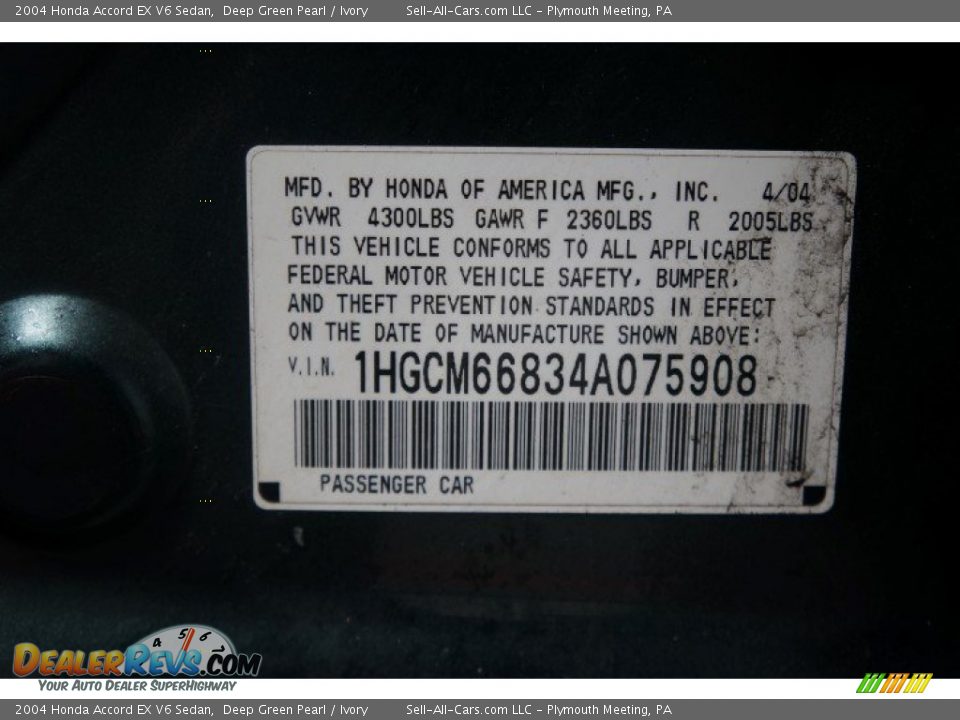 2004 Honda Accord EX V6 Sedan, Deep Green Pearl / Ivory Sell-All-Cars.com LLC - Plymouth Meeting, PA
MFD. BY HONDA OF AMERICA MFG., INC. 4/04
GVWR 4300LBS GAWR F 2360LBS R 2005LBS
THIS VEHICLE CONFORMS TO ALL APPLICABLE
FEDERAL MOTOR VEHICLE SAFETY, BUMPER,
AND THEFT PREVENTION STANDARDS IN EFFECT
ON THE DATE OF MANUFACTURE SHOWN ABOVE:
V.I.N. 1HGCM66834A075908
PASSENGER CAR
4 5 6 7
DEALERREVS.COM
YOUR AUTO DEALER SUPERHIGHWAY
2004 Honda Accord EX V6 Sedan, Deep Green Pearl / Ivory Sell-All-Cars.com LLC - Plymouth Meeting, PA